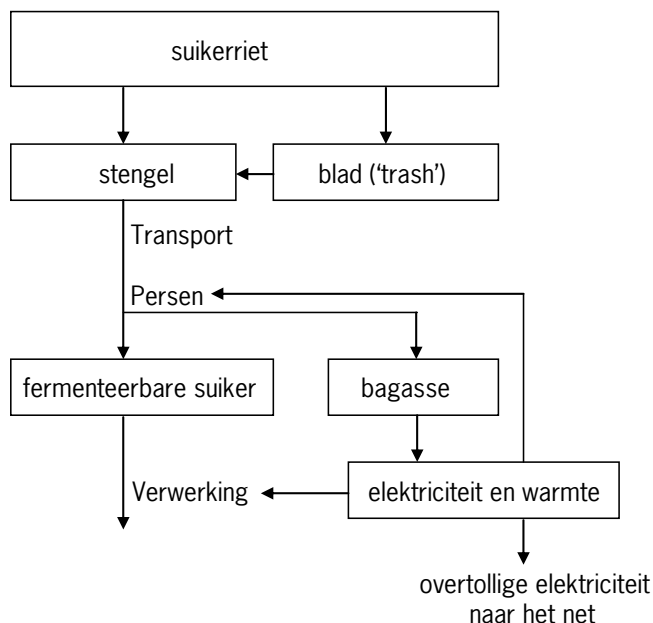 suikerriet
stengel
blad (‘trash’)
Transport
Persen
fermenteerbare suiker
bagasse
Verwerking
elektriciteit en warmte
overtollige elektriciteit
naar het net